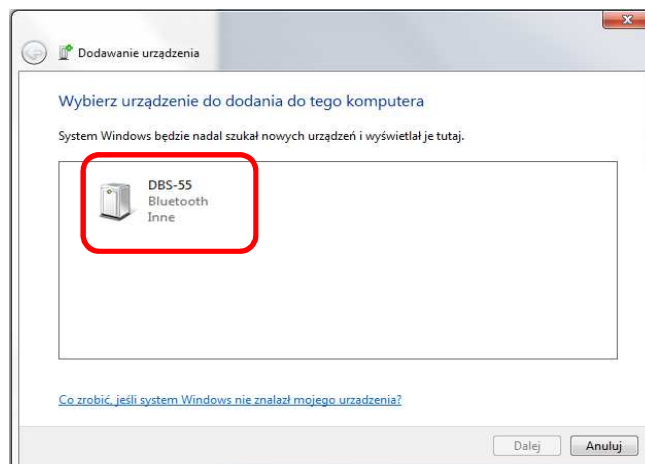 Dodawanie urządzenia
Wybierz urządzenie do dodania do tego komputera
System Windows będzie nadal szukał nowych urządzeń i wyświetlał je tutaj.
DBS-55
Bluetooth
Inne
Co zrobić, jeśli system Windows nie znalazł mojego urzadzenia?
Dalej Anuluj